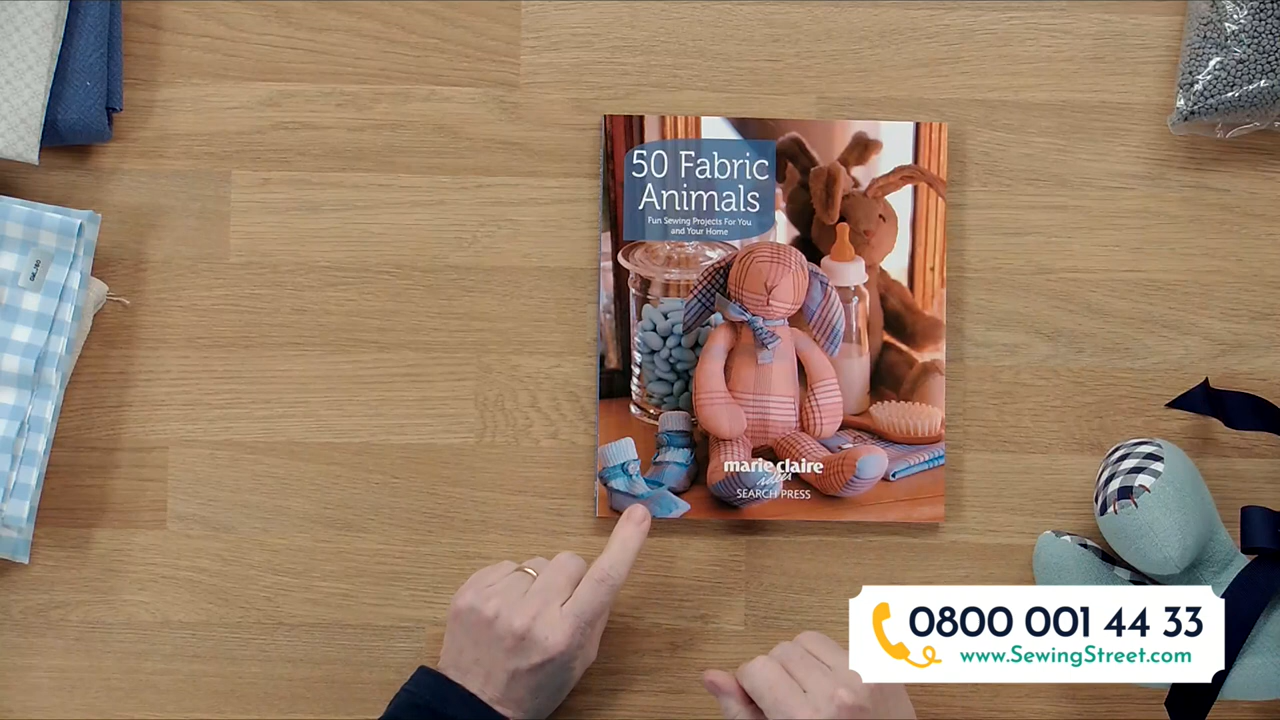 50 Fabric
Animals
Fun Sewing Projects For You
and Your Home
marie claire
idées
SEARCH PRESS
0800 001 44 33
www.SewingStreet.com